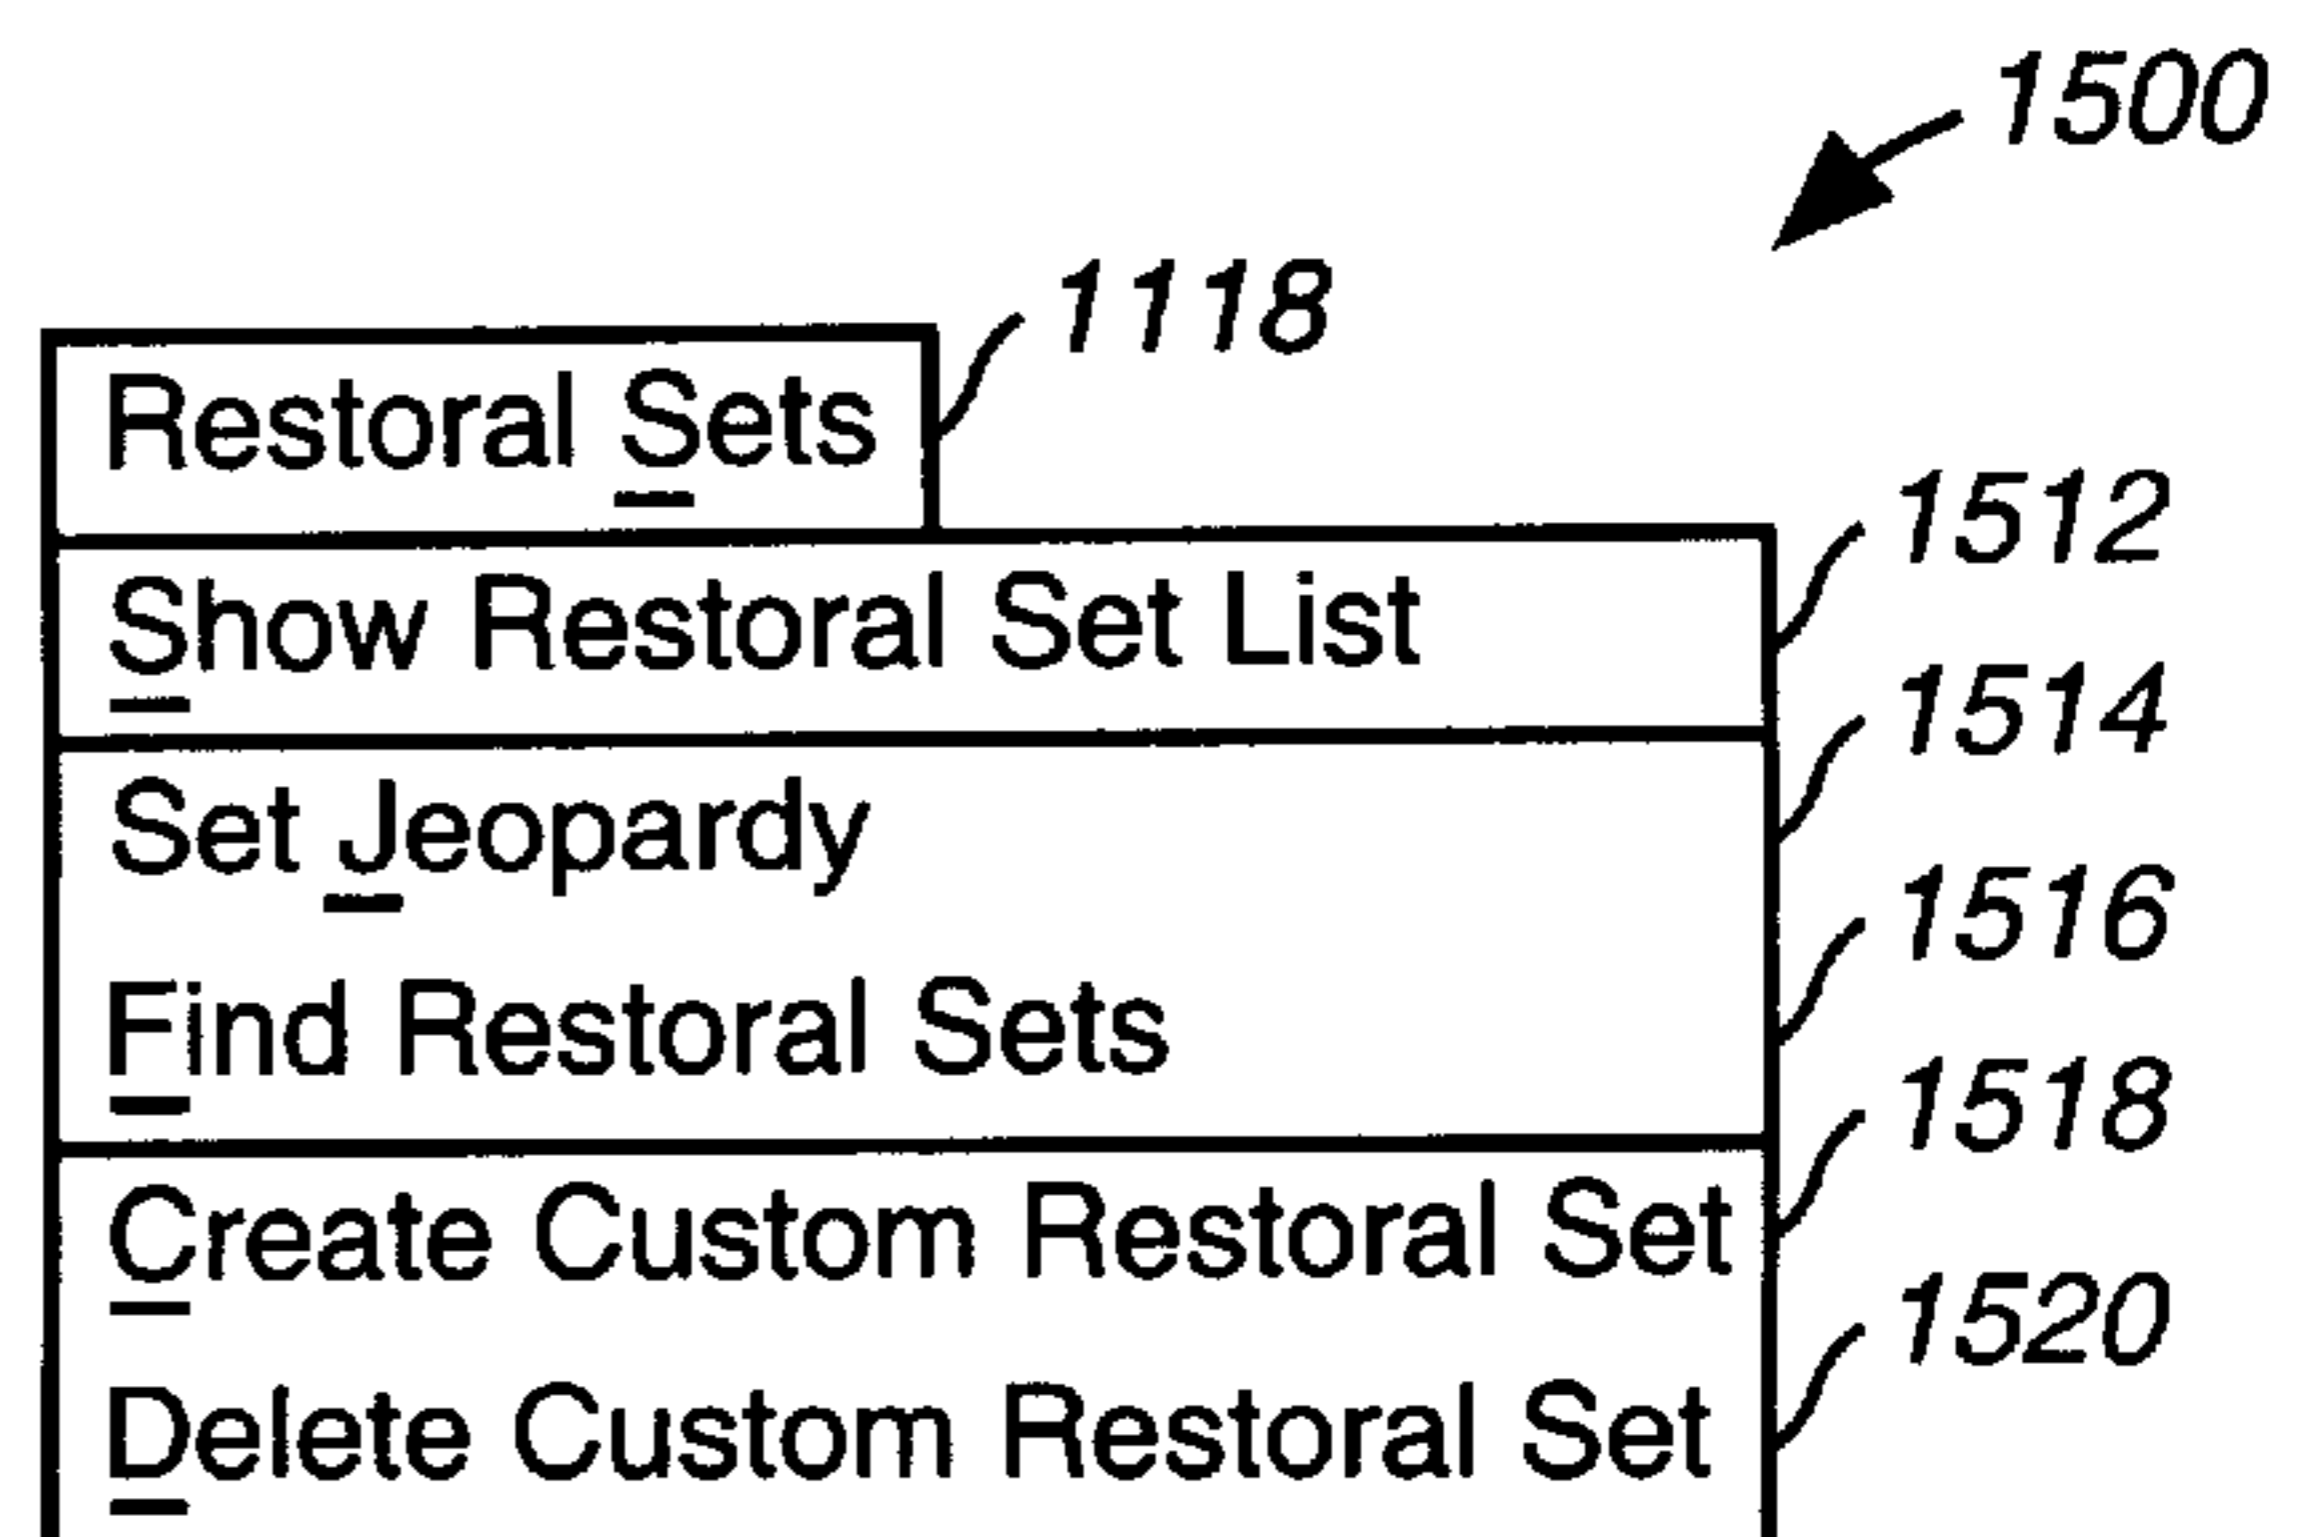 1500
1118
Restoral Sets
1512
Show Restoral Set List
1514
Set Jeopardy
1516
Find Restoral Sets
1518
Create Custom Restoral Set
1520
Delete Custom Restoral Set